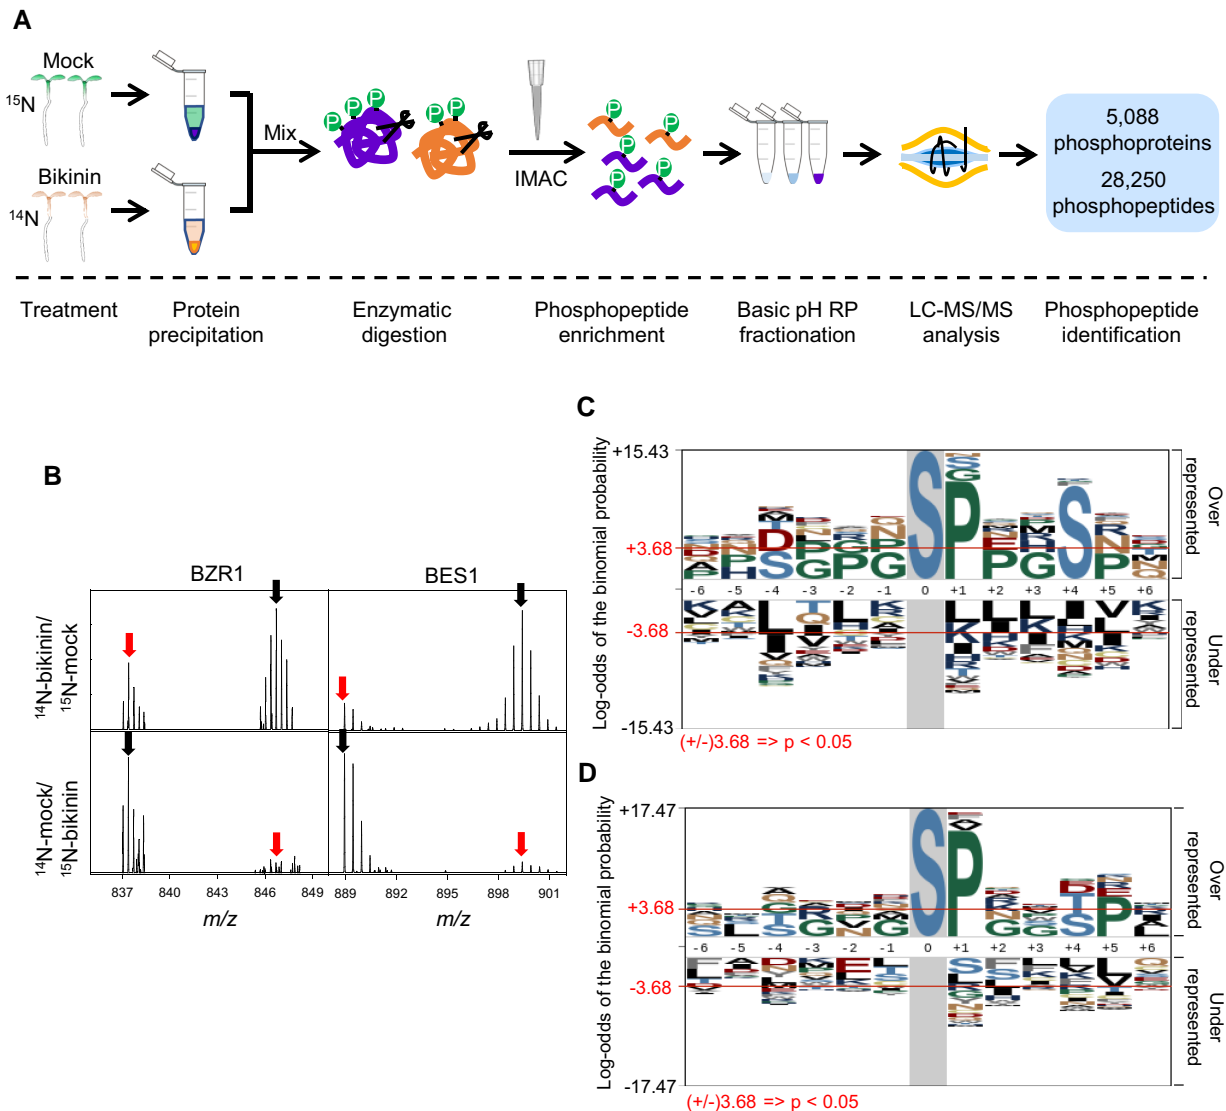 A
Mock
15N
Bikinin
14N
Mix
P P P P P
IMAC
P P P P P
5,088
phosphoproteins
28,250
phosphopeptides
Treatment
Protein
precipitation
Enzymatic
digestion
Phosphopeptide
enrichment
Basic pH RP
fractionation
LC-MS/MS
analysis
Phosphopeptide
identification
B
BZR1
BES1
14N-bikinin/
15N-mock
14N-mock/
15N-bikinin
837 840 843 846 849 889 892 895 898 901
m/z
m/z
C
Log-odds of the binomial probability
+15.43
+3.68
-3.68
-15.43
S P S
-6 -5 -4 -3 -2 -1 0 +1 +2 +3 +4 +5 +6
Over
represented
Under
represented
(+/-)3.68 => p < 0.05
D
Log-odds of the binomial probability
+17.47
+3.68
-3.68
-17.47
S P
-6 -5 -4 -3 -2 -1 0 +1 +2 +3 +4 +5 +6
Over
represented
Under
represented
(+/-)3.68 => p < 0.05